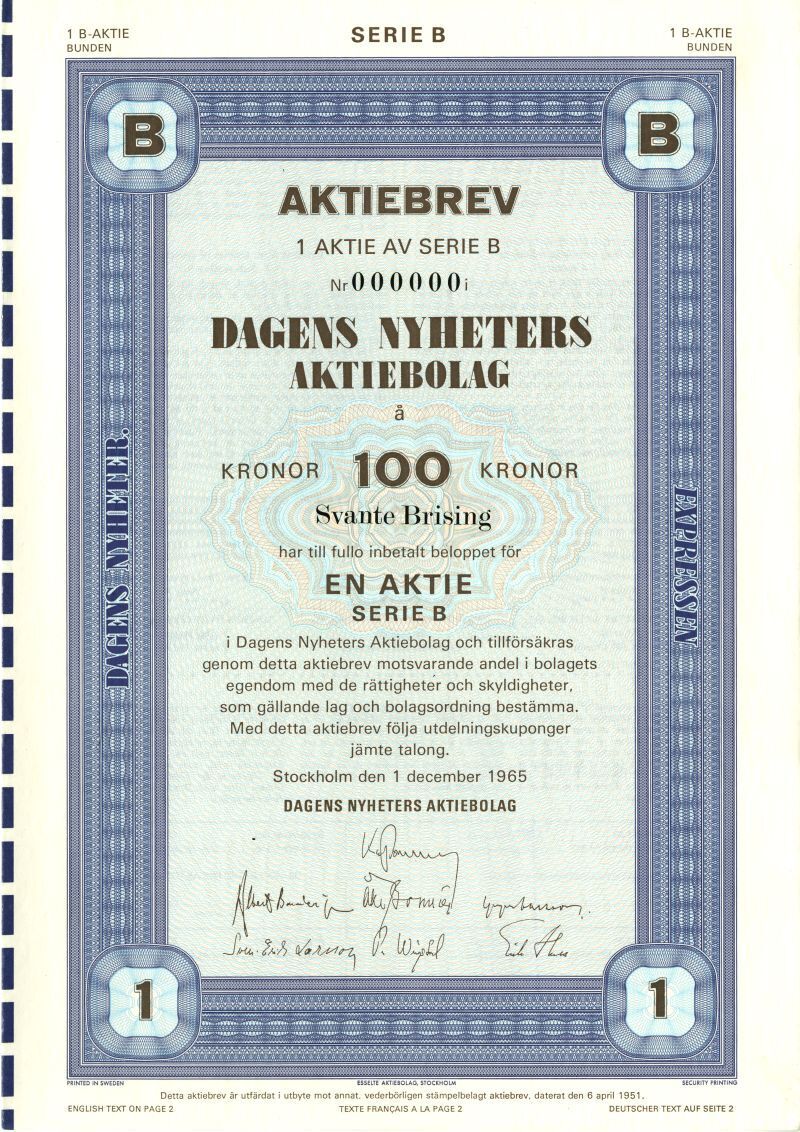 1 B-AKTIE
BUNDEN
SERIE B
1 B-AKTIE
BUNDEN
B
B
AKTIEBREV
1 AKTIE AV SERIE B
Nr 000000 i
DAGENS NYHETERS
AKTIEBOLAG
å
KRONOR 100 KRONOR
Svante Brising
har till fullo inbetalt beloppet för
EN AKTIE
SERIE B
i Dagens Nyheters Aktiebolag och tillförsäkras
genom detta aktiebrev motsvarande andel i bolagets
egendom med de rättigheter och skyldigheter,
som gällande lag och bolagsordning bestämma.
Med detta aktiebrev följa utdelningskuponger
jämte talong.
Stockholm den 1 december 1965
DAGENS NYHETERS AKTIEBOLAG
DAGENS NYHETER.
EXPRESSEN
Sven-Erik Larsson
1
1
PRINTED IN SWEDEN
ESSELTE AKTIEBOLAG, STOCKHOLM
SECURITY PRINTING
Detta aktiebrev är utfärdat i utbyte mot annat, vederbörligen stämpelbelagt aktiebrev, daterat den 6 april 1951.
ENGLISH TEXT ON PAGE 2
TEXTE FRANÇAIS A LA PAGE 2
DEUTSCHER TEXT AUF SEITE 2